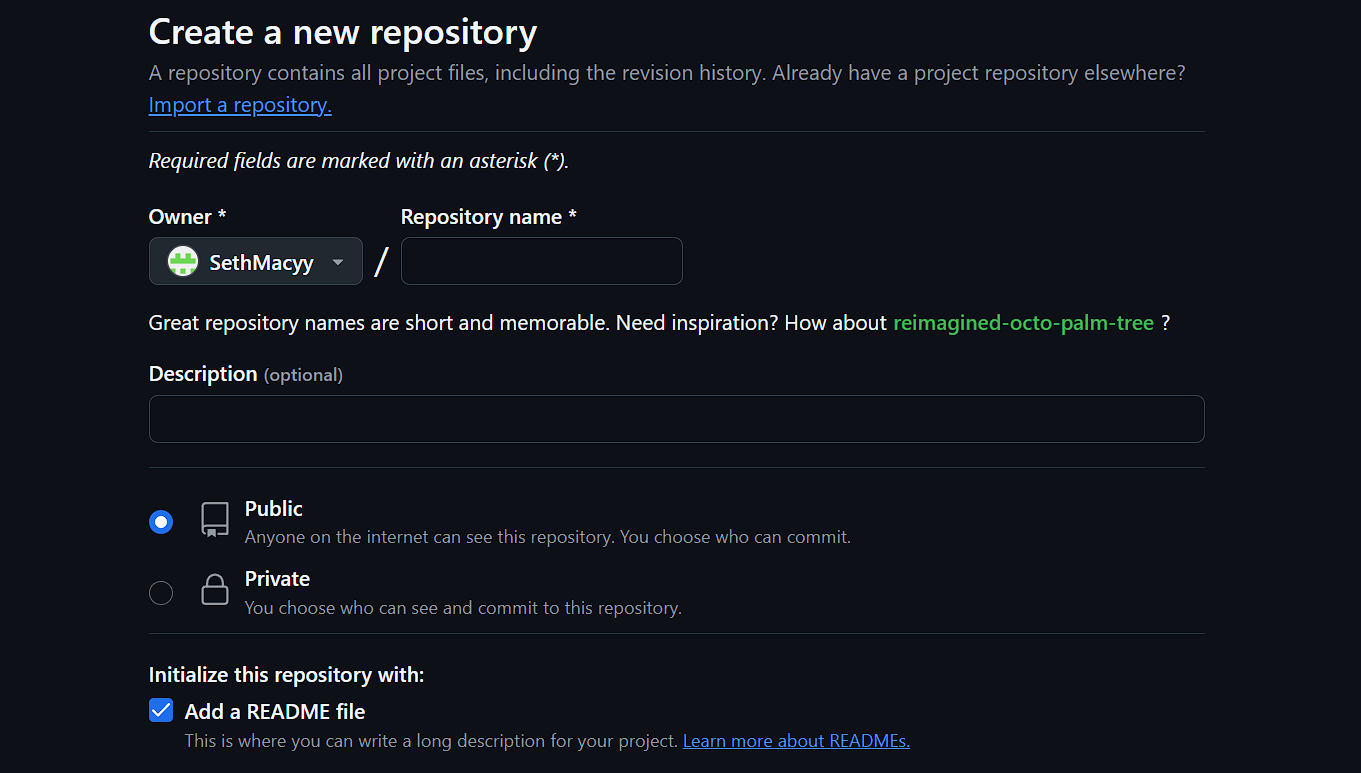 Create a new repository
A repository contains all project files, including the revision history. Already have a project repository elsewhere?
Import a repository.
Required fields are marked with an asterisk (*).
Owner * Repository name *
SethMacyy /
Great repository names are short and memorable. Need inspiration? How about reimagined-octo-palm-tree ?
Description (optional)
Public
Anyone on the internet can see this repository. You choose who can commit.
Private
You choose who can see and commit to this repository.
Initialize this repository with:
Add a README file
This is where you can write a long description for your project. Learn more about READMEs.